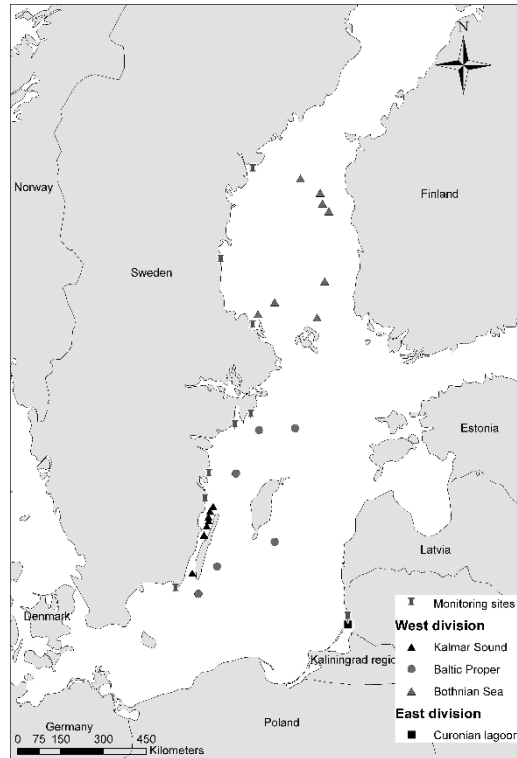 N
Norway
Finland
Sweden
Estonia
Latvia
Denmark
Monitoring sites
West division
Kalmar Sound
Kaliningrad regio
Baltic Proper
Bothnian Sea
East division
Curonian lagoon
Germany
Poland
0 75 150 300 450
Kilometers